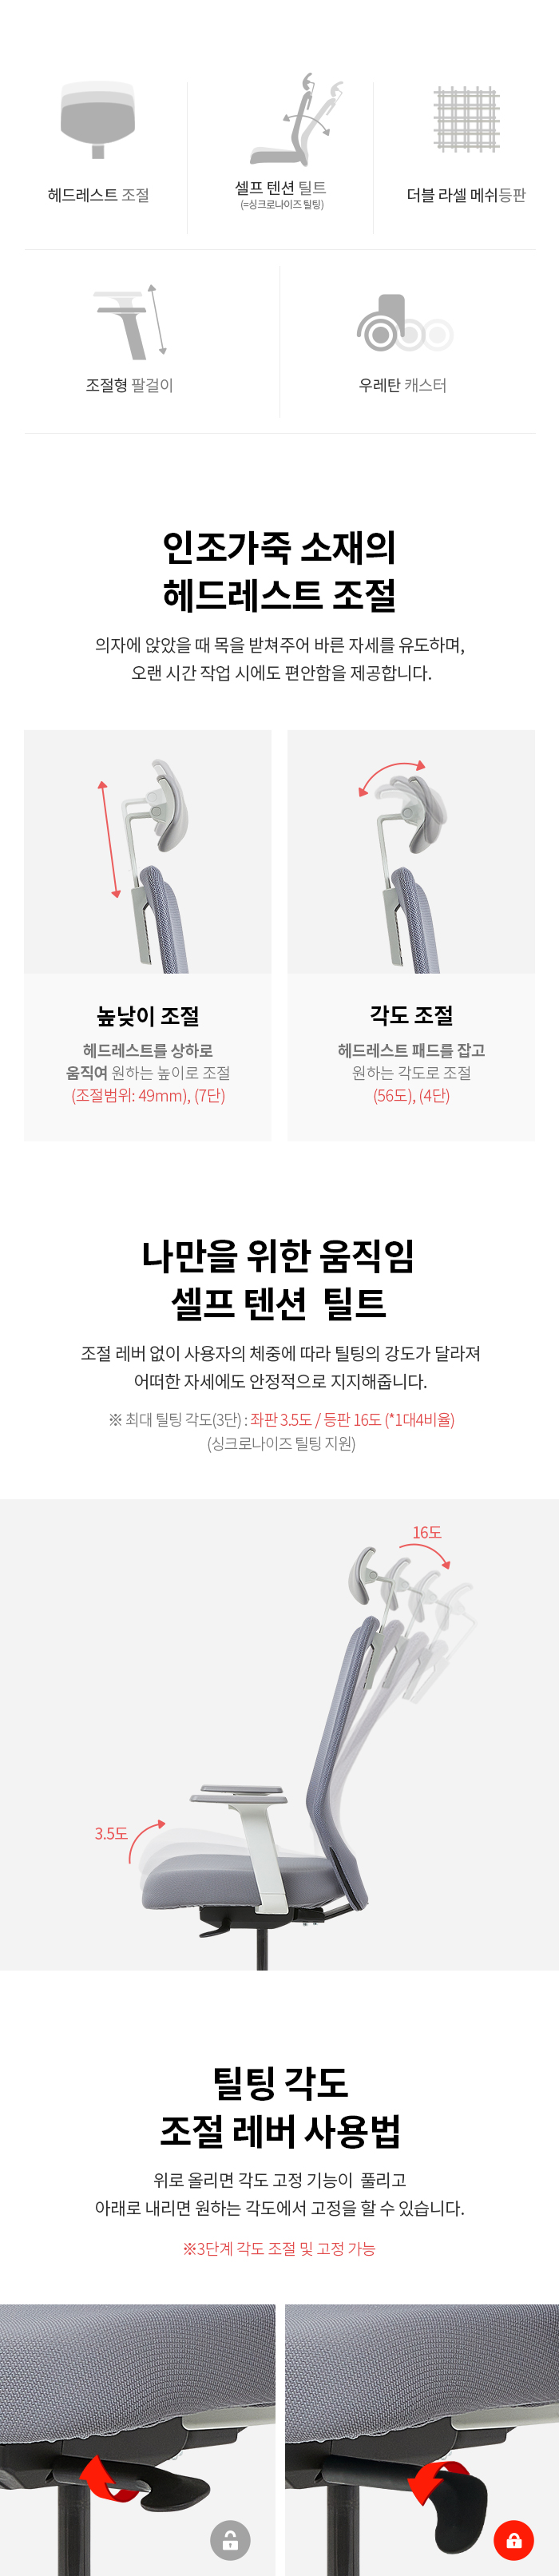 헤드레스트 조절
셀프 텐션 틸트
(=싱크로나이즈 틸팅)
더블 라셀 메쉬등판
조절형 팔걸이
우레탄 캐스터
인조가죽 소재의
헤드레스트 조절
의자에 앉았을 때 목을 받쳐주어 바른 자세를 유도하며,
오랜 시간 작업 시에도 편안함을 제공합니다.
높낮이 조절
헤드레스트를 상하로
움직여 원하는 높이로 조절
(조절범위: 49mm), (7단)
각도 조절
헤드레스트 패드를 잡고
원하는 각도로 조절
(56도), (4단)
나만을 위한 움직임
셀프 텐션 틸트
조절 레버 없이 사용자의 체중에 따라 틸팅의 강도가 달라져
어떠한 자세에도 안정적으로 지지해줍니다.
※ 최대 틸팅 각도(3단) : 좌판 3.5도 / 등판 16도 (*1대4비율)
(싱크로나이즈 틸팅 지원)
16도
3.5도
틸팅 각도
조절 레버 사용법
위로 올리면 각도 고정 기능이 풀리고
아래로 내리면 원하는 각도에서 고정을 할 수 있습니다.
※3단계 각도 조절 및 고정 가능